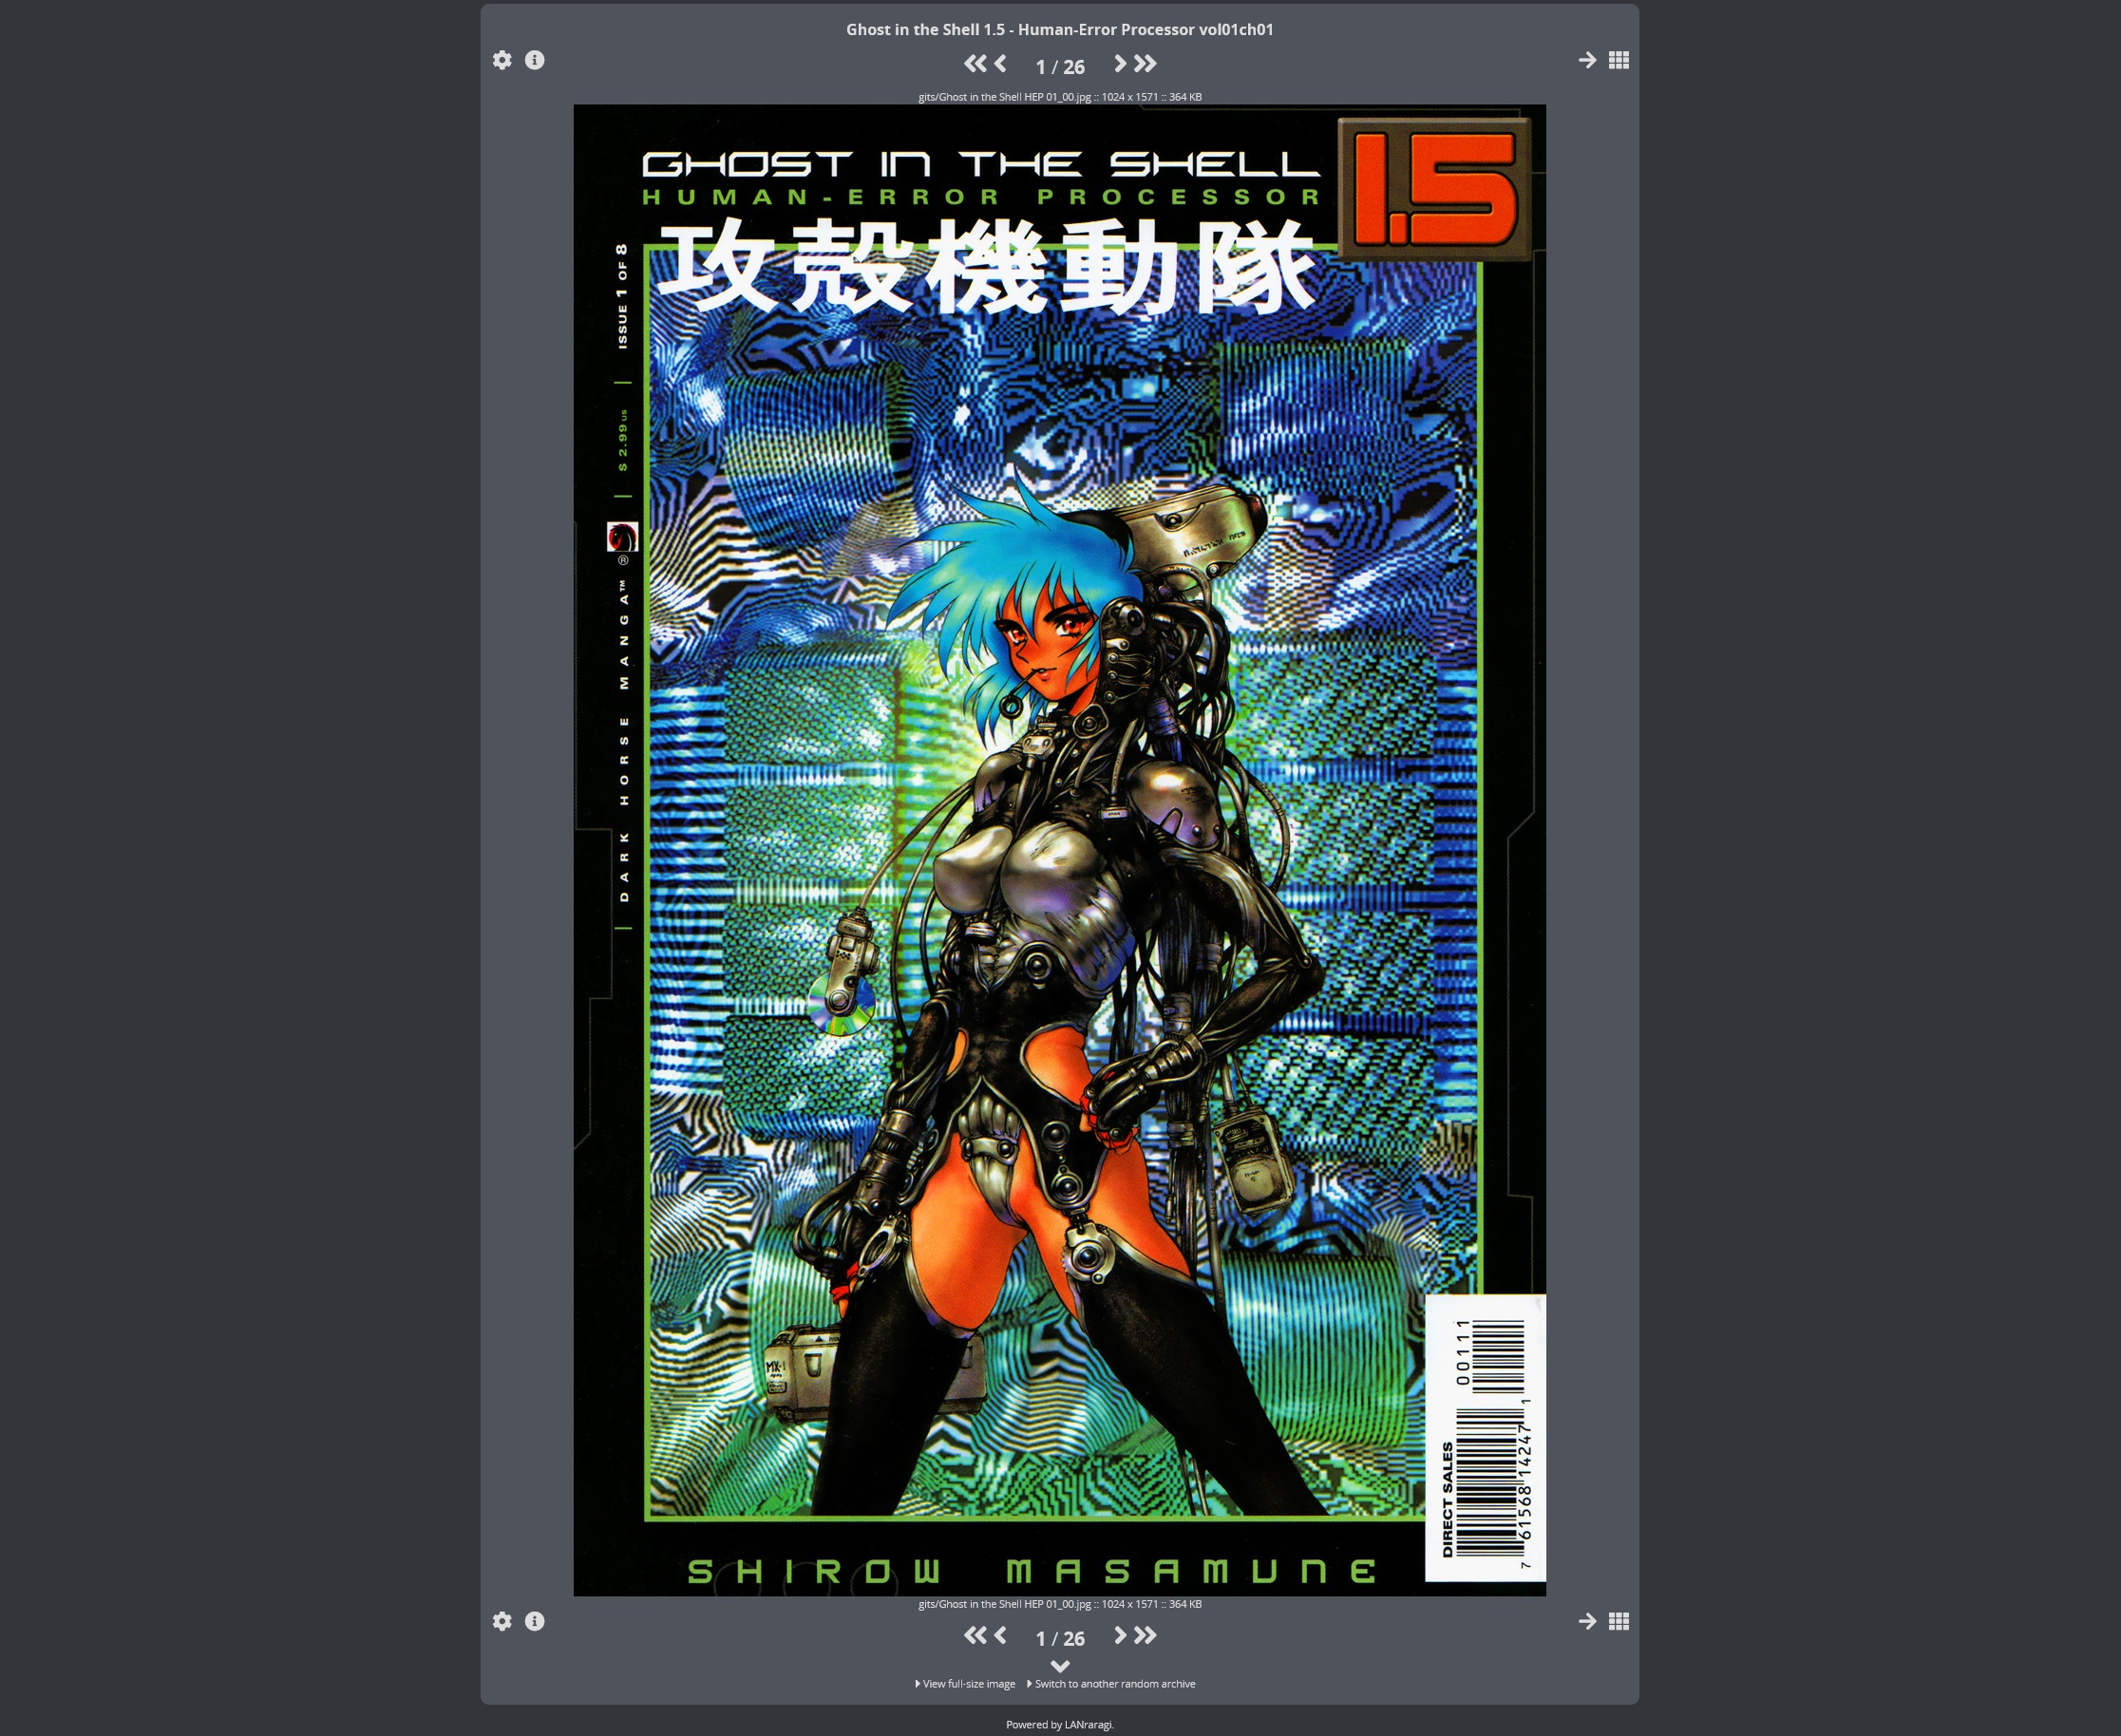 Ghost in the Shell 1.5 - Human-Error Processor vol01ch01
1 / 26
gits/Ghost in the Shell HEP 01_00.jpg :: 1024 x 1571 :: 364 KB
GHOST IN THE SHELL
1.5
HUMAN-ERROR PROCESSOR
攻殻機動隊
ISSUE 1 OF 8
$ 2.99 US
DARK HORSE MANGA™ ®
MX-1
DIRECT SALES
00111
7 61568 14247 1
SHIROW MASAMUNE
gits/Ghost in the Shell HEP 01_00.jpg :: 1024 x 1571 :: 364 KB
1 / 26
View full-size image
Switch to another random archive
Powered by LANraragi.